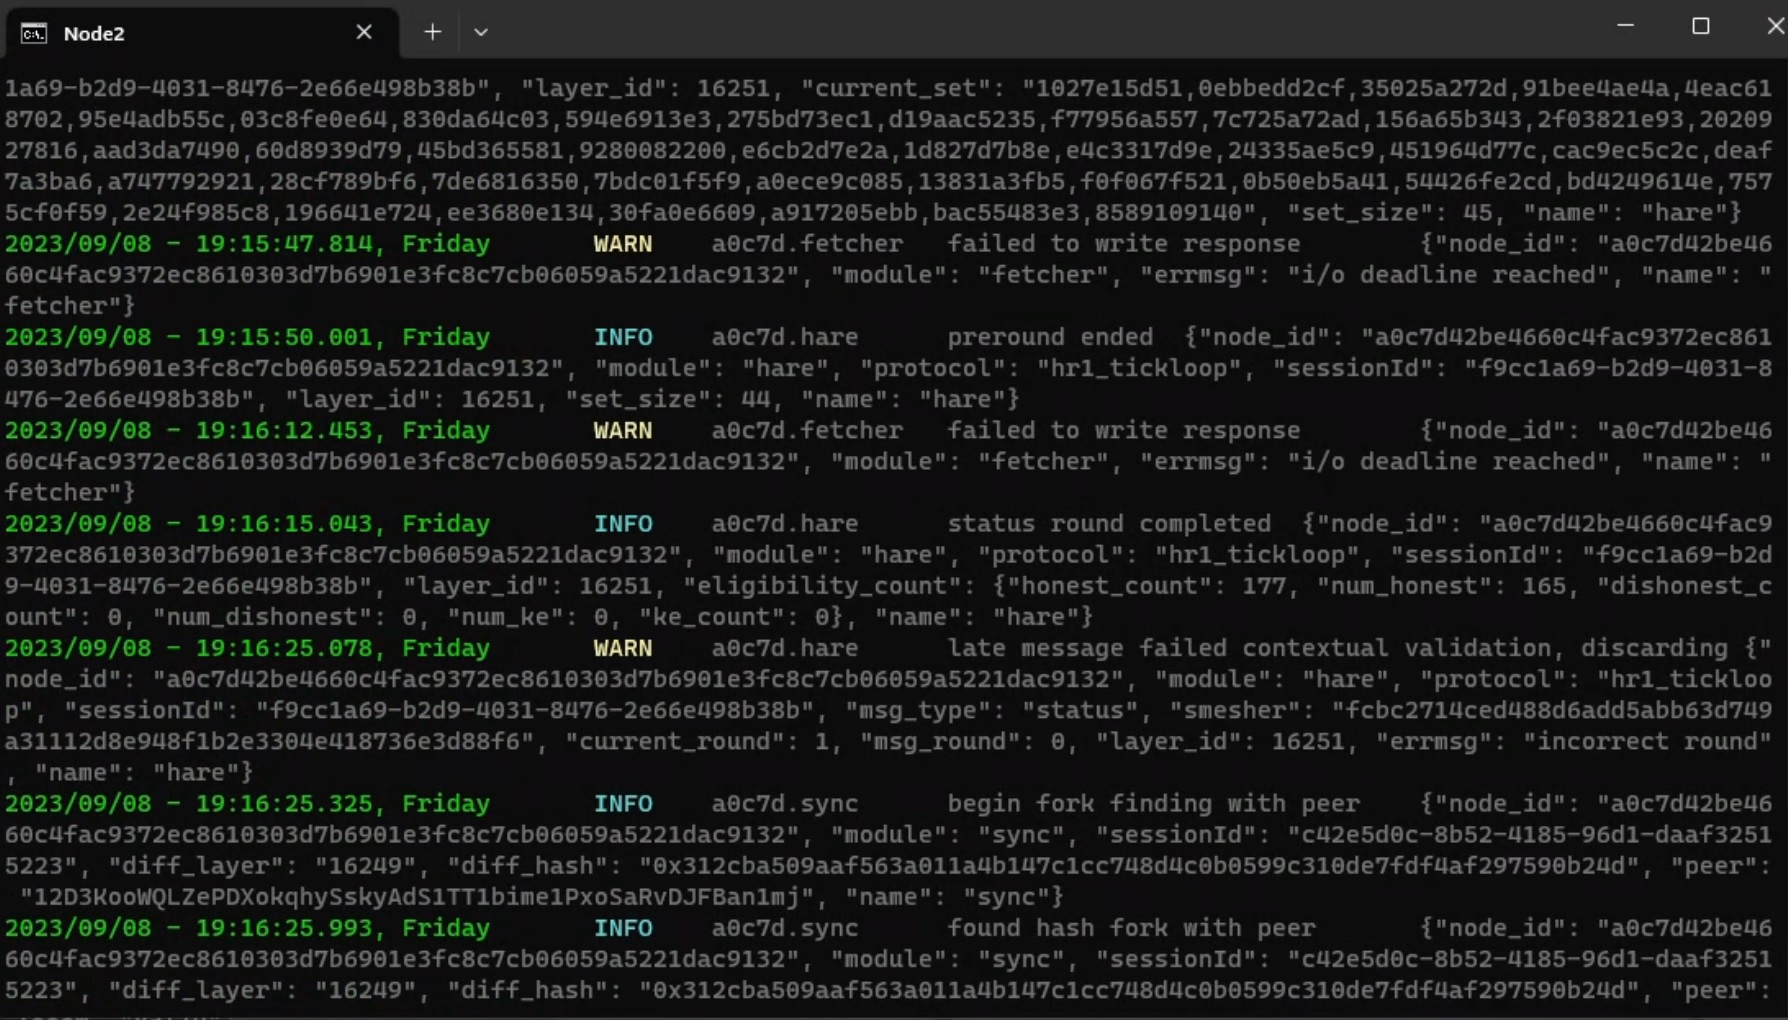 Node2
1a69-b2d9-4031-8476-2e66e498b38b", "layer_id": 16251, "current_set": "1027e15d51,0ebbedd2cf,35025a272d,91bee4ae4a,4eac61
8702,95e4adb55c,03c8fe0e64,830da64c03,594e6913e3,275bd73ec1,d19aac5235,f77956a557,7c725a72ad,156a65b343,2f03821e93,2020
927816,aad3da7490,60d8939d79,45bd365581,9280082200,e6cb2d7e2a,1d827d7b8e,e4c3317d9e,24335ae5c9,451964d77c,cac9ec5c2c,deaf
7a3ba6,a747792921,28cf789bf6,7de6816350,7bdc01f5f9,a0ece9c085,13831a3fb5,f0f067f521,0b50eb5a41,54426fe2cd,bd4249614e,757
5cf0f59,2e24f985c8,196641e724,ee3680e134,30fa0e6609,a917205ebb,bac55483e3,8589109140", "set_size": 45, "name": "hare"}
2023/09/08 - 19:15:47.814, Friday WARN a0c7d.fetcher failed to write response {"node_id": "a0c7d42be46
60c4fac9372ec8610303d7b6901e3fc8c7cb06059a5221dac9132", "module": "fetcher", "errmsg": "i/o deadline reached", "name": "
fetcher"}
2023/09/08 - 19:15:50.001, Friday INFO a0c7d.hare preround ended {"node_id": "a0c7d42be4660c4fac9372ec861
0303d7b6901e3fc8c7cb06059a5221dac9132", "module": "hare", "protocol": "hr1_tickloop", "sessionId": "f9cc1a69-b2d9-4031-8
476-2e66e498b38b", "layer_id": 16251, "set_size": 44, "name": "hare"}
2023/09/08 - 19:16:12.453, Friday WARN a0c7d.fetcher failed to write response {"node_id": "a0c7d42be46
60c4fac9372ec8610303d7b6901e3fc8c7cb06059a5221dac9132", "module": "fetcher", "errmsg": "i/o deadline reached", "name": "
fetcher"}
2023/09/08 - 19:16:15.043, Friday INFO a0c7d.hare status round completed {"node_id": "a0c7d42be4660c4fac9
372ec8610303d7b6901e3fc8c7cb06059a5221dac9132", "module": "hare", "protocol": "hr1_tickloop", "sessionId": "f9cc1a69-b2d
9-4031-8476-2e66e498b38b", "layer_id": 16251, "eligibility_count": {"honest_count": 177, "num_honest": 165, "dishonest_c
ount": 0, "num_dishonest": 0, "num_ke": 0, "ke_count": 0}, "name": "hare"}
2023/09/08 - 19:16:25.078, Friday WARN a0c7d.hare late message failed contextual validation, discarding {"
node_id": "a0c7d42be4660c4fac9372ec8610303d7b6901e3fc8c7cb06059a5221dac9132", "module": "hare", "protocol": "hr1_tickloo
p", "sessionId": "f9cc1a69-b2d9-4031-8476-2e66e498b38b", "msg_type": "status", "smesher": "fcbc2714ced488d6add5abb63d749
a31112d8e948f1b2e3304e418736e3d88f6", "current_round": 1, "msg_round": 0, "layer_id": 16251, "errmsg": "incorrect round"
, "name": "hare"}
2023/09/08 - 19:16:25.325, Friday INFO a0c7d.sync begin fork finding with peer {"node_id": "a0c7d42be46
60c4fac9372ec8610303d7b6901e3fc8c7cb06059a5221dac9132", "module": "sync", "sessionId": "c42e5d0c-8b52-4185-96d1-daaf3251
5223", "diff_layer": "16249", "diff_hash": "0x312cba509aaf563a011a4b147c1cc748d4c0b0599c310de7fdf4af297590b24d", "peer":
"12D3KooWQLZePDXokqhySskyAdS1TT1bime1PxoSaRvDJFBan1mj", "name": "sync"}
2023/09/08 - 19:16:25.993, Friday INFO a0c7d.sync found hash fork with peer {"node_id": "a0c7d42be46
60c4fac9372ec8610303d7b6901e3fc8c7cb06059a5221dac9132", "module": "sync", "sessionId": "c42e5d0c-8b52-4185-96d1-daaf3251
5223", "diff_layer": "16249", "diff_hash": "0x312cba509aaf563a011a4b147c1cc748d4c0b0599c310de7fdf4af297590b24d", "peer":